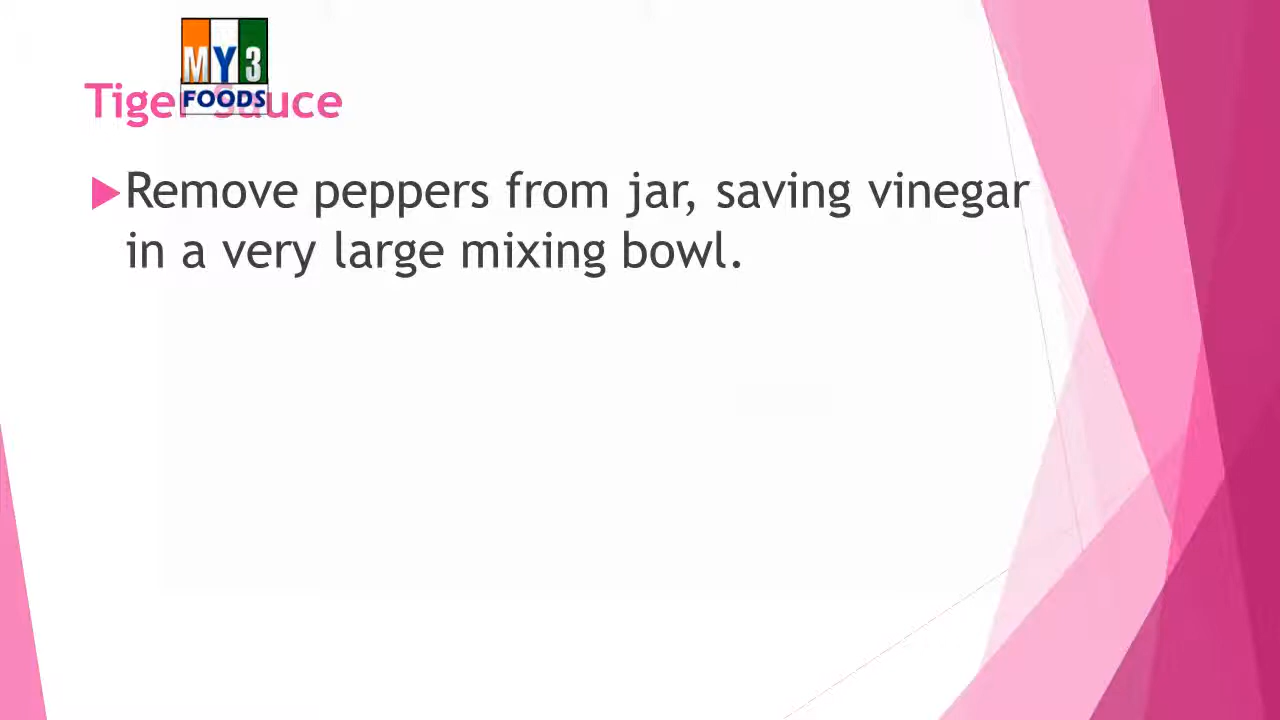 MY3
FOODS
Tiger Sauce
Remove peppers from jar, saving vinegar
in a very large mixing bowl.